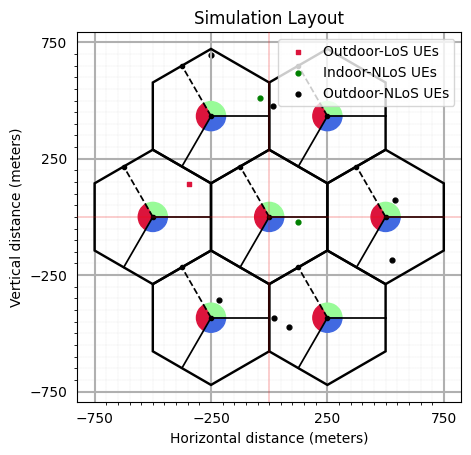 Simulation Layout
Outdoor-LoS UEs
Indoor-NLoS UEs
Outdoor-NLoS UEs
750
250
−250
−750
Vertical distance (meters)
−750
−250
250
750
Horizontal distance (meters)